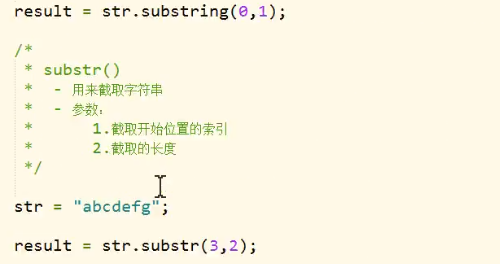 result = str.substring(0,1);
/*
 * substr()
 *  - 用来截取字符串
 *  - 参数：
 *      1.截取开始位置的索引
 *      2.截取的长度
 */
str = "abcdefg";
result = str.substr(3,2);